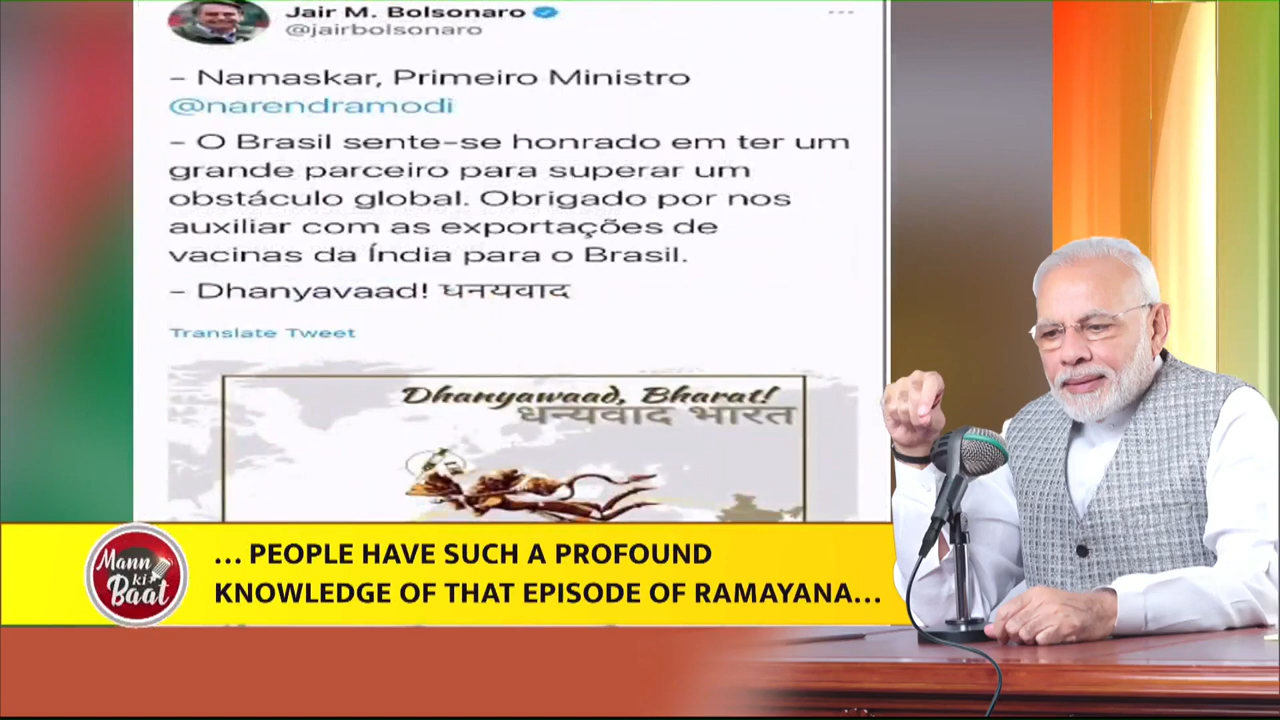 Jair M. Bolsonaro
@jairbolsonaro
– Namaskar, Primeiro Ministro
@narendramodi
– O Brasil sente-se honrado em ter um
grande parceiro para superar um
obstáculo global. Obrigado por nos
auxiliar com as exportações de
vacinas da Índia para o Brasil.
– Dhanyavaad! धनयवाद
Translate Tweet
Dhanyawaad, Bharat!
धन्यवाद भारत
Mann
ki
Baat
... PEOPLE HAVE SUCH A PROFOUND
KNOWLEDGE OF THAT EPISODE OF RAMAYANA...